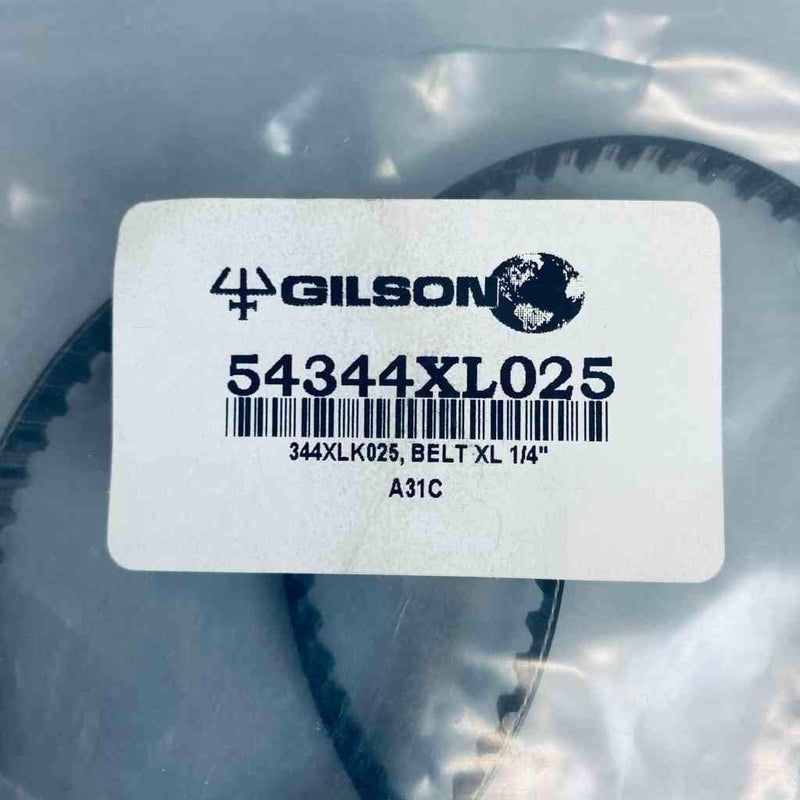 GILSON
54344XL025
344XLK025, BELT XL 1/4"
A31C